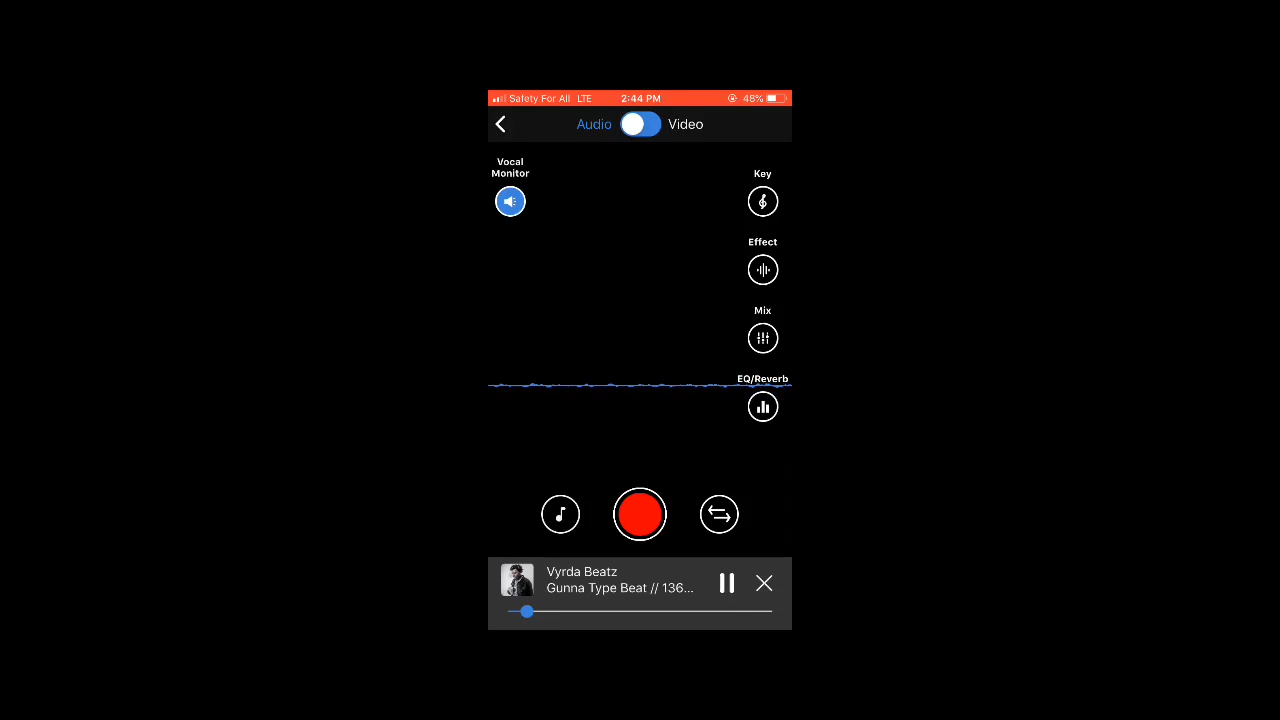 Safety For All LTE 2:44 PM 46%
Audio Video
Vocal
Monitor
Key
Effect
Mix
EQ/Reverb
Vyrda Beatz
Gunna Type Beat // 136...